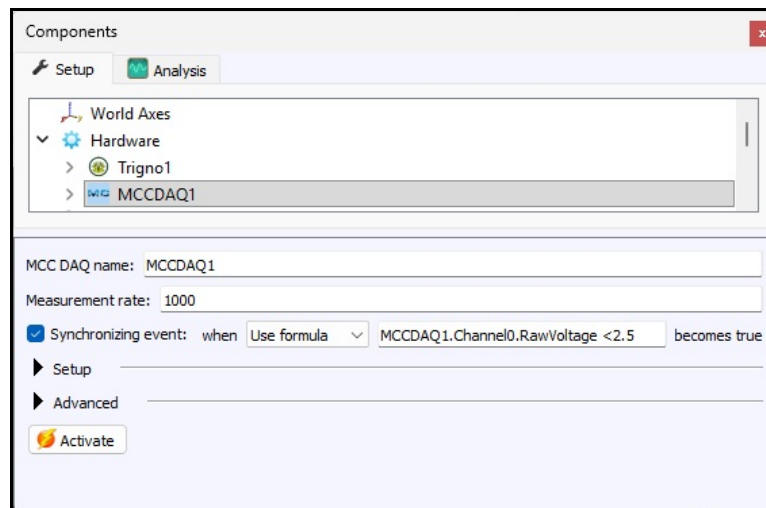 Components
x
Setup Analysis
World Axes
Hardware
Trigno1
MC MCCDAQ1
MCC DAQ name: MCCDAQ1
Measurement rate: 1000
Synchronizing event: when Use formula MCCDAQ1.Channel0.RawVoltage <2.5 becomes true
Setup
Advanced
Activate